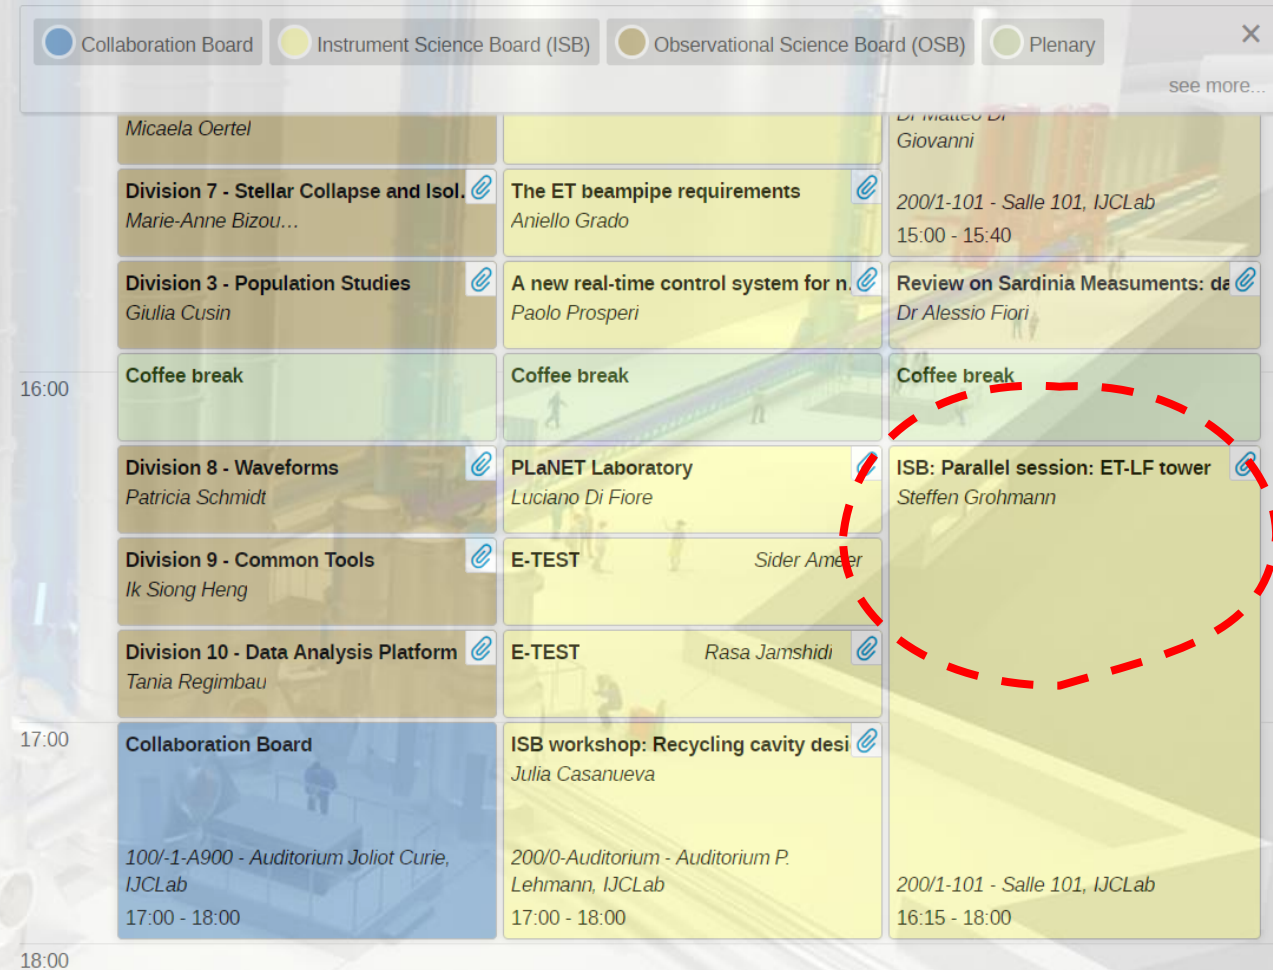 Collaboration Board
Instrument Science Board (ISB)
Observational Science Board (OSB)
Plenary
see more...
Micaela Oertel
Division 7 - Stellar Collapse and Isol.
Marie-Anne Bizou…
Division 3 - Population Studies
Giulia Cusin
16:00
Coffee break
Division 8 - Waveforms
Patricia Schmidt
Division 9 - Common Tools
Ik Siong Heng
Division 10 - Data Analysis Platform
Tania Regimbau
17:00
Collaboration Board
100/-1-A900 - Auditorium Joliot Curie,
IJCLab
17:00 - 18:00
18:00
The ET beampipe requirements
Aniello Grado
A new real-time control system for n.
Paolo Prosperi
Coffee break
PLaNET Laboratory
Luciano Di Fiore
E-TEST
Sider Ameer
E-TEST
Rasa Jamshidi
ISB workshop: Recycling cavity desi
Julia Casanueva
200/0-Auditorium - Auditorium P.
Lehmann, IJCLab
17:00 - 18:00
Dr Matteo Di
Giovanni
200/1-101 - Salle 101, IJCLab
15:00 - 15:40
Review on Sardinia Measuments: da
Dr Alessio Fiori
Coffee break
ISB: Parallel session: ET-LF tower
Steffen Grohmann
200/1-101 - Salle 101, IJCLab
16:15 - 18:00